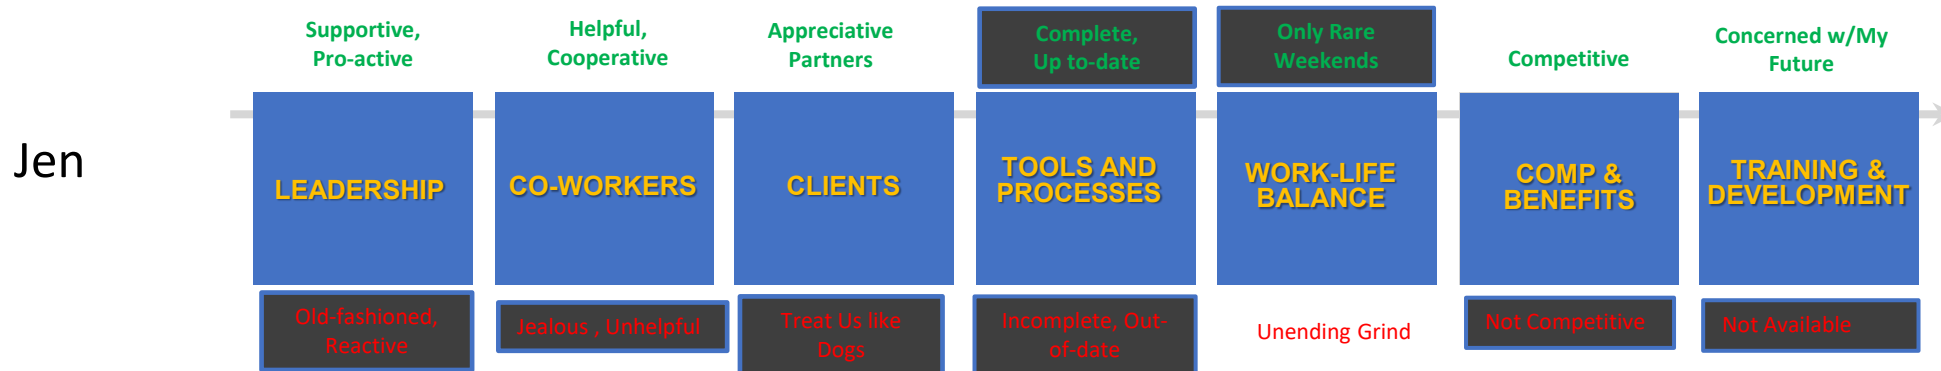 Supportive,
Pro-active
Helpful,
Cooperative
Appreciative
Partners
Complete,
Up to-date
Only Rare
Weekends
Competitive
Concerned w/My
Future
Jen
LEADERSHIP
CO-WORKERS
CLIENTS
TOOLS AND
PROCESSES
WORK-LIFE
BALANCE
COMP &
BENEFITS
TRAINING &
DEVELOPMENT
Old-fashioned,
Reactive
Jealous , Unhelpful
Treat Us like
Dogs
Incomplete, Out-
of-date
Unending Grind
Not Competitive
Not Available